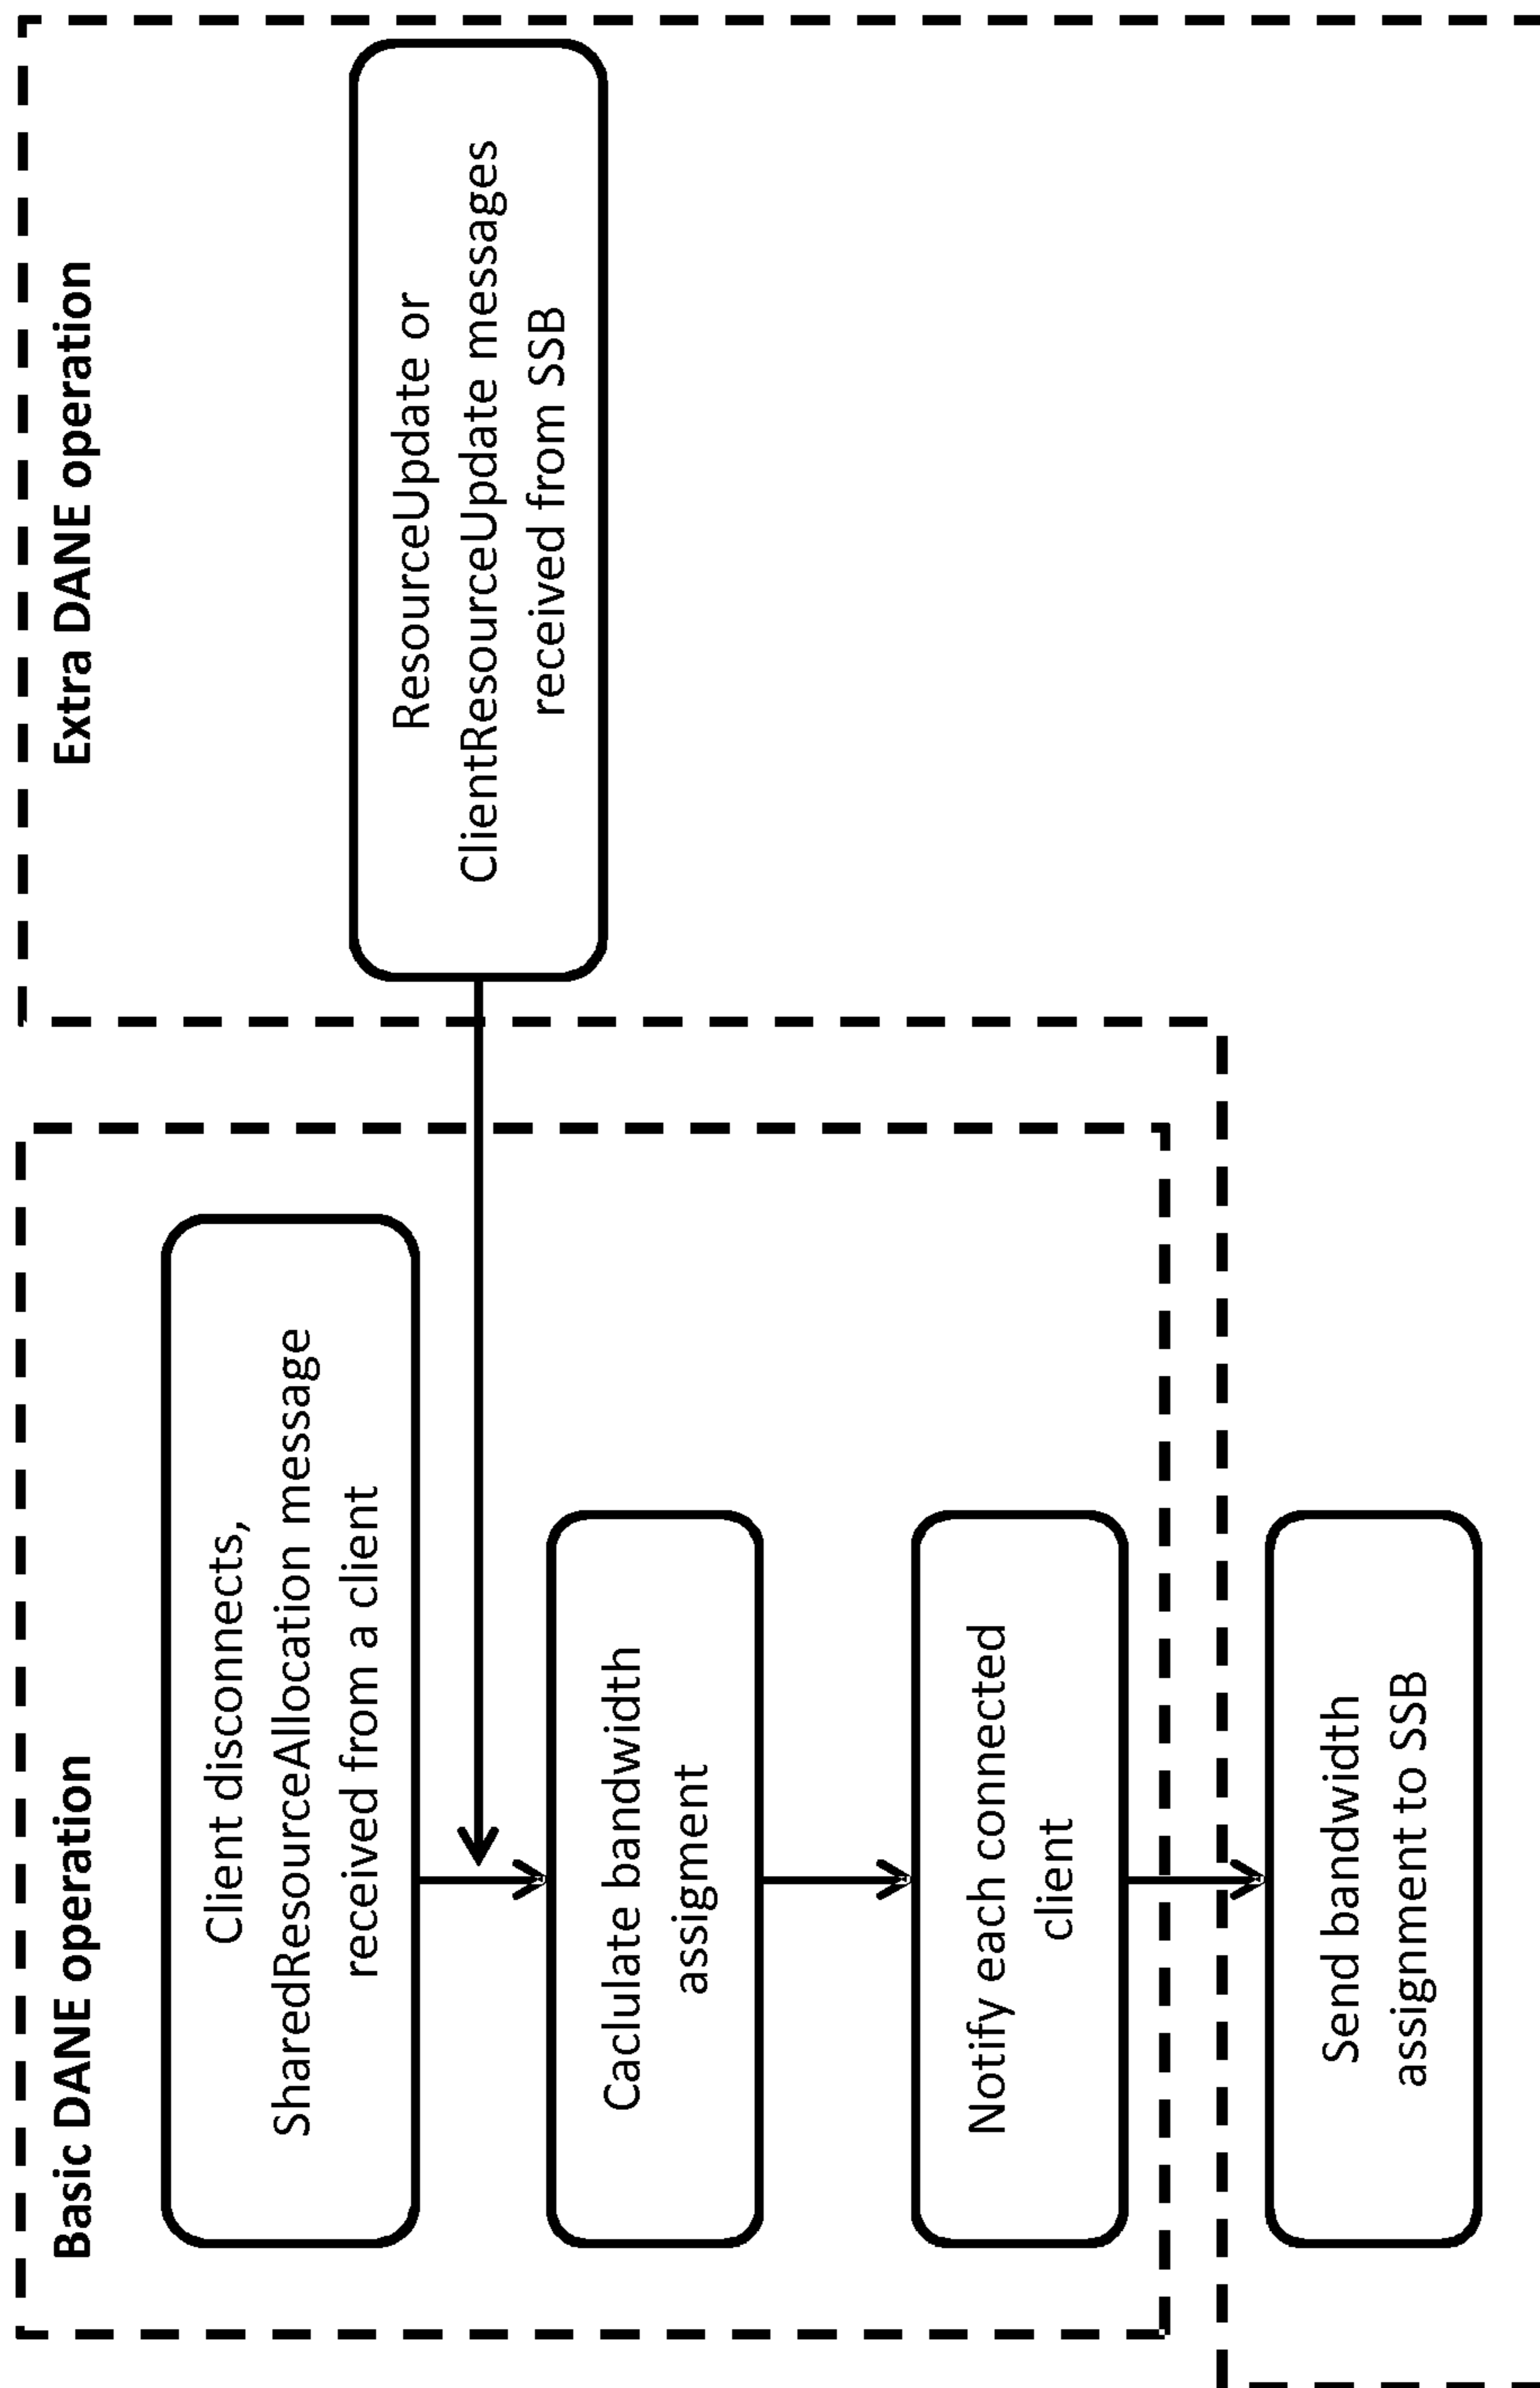 Basic DANE operation
Client disconnects,
SharedResourceAllocation message
received from a client
Caclulate bandwidth
assigment
Notify each connected
client
Extra DANE operation
ResourceUpdate or
ClientResourceUpdate messages
received from SSB
Send bandwidth
assignment to SSB